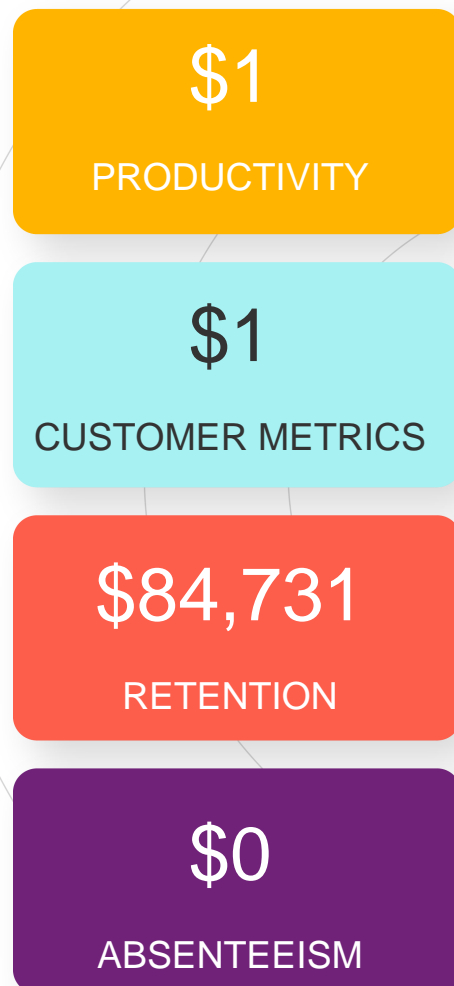 $1
PRODUCTIVITY
$1
CUSTOMER METRICS
$84,731
RETENTION
$0
ABSENTEEISM